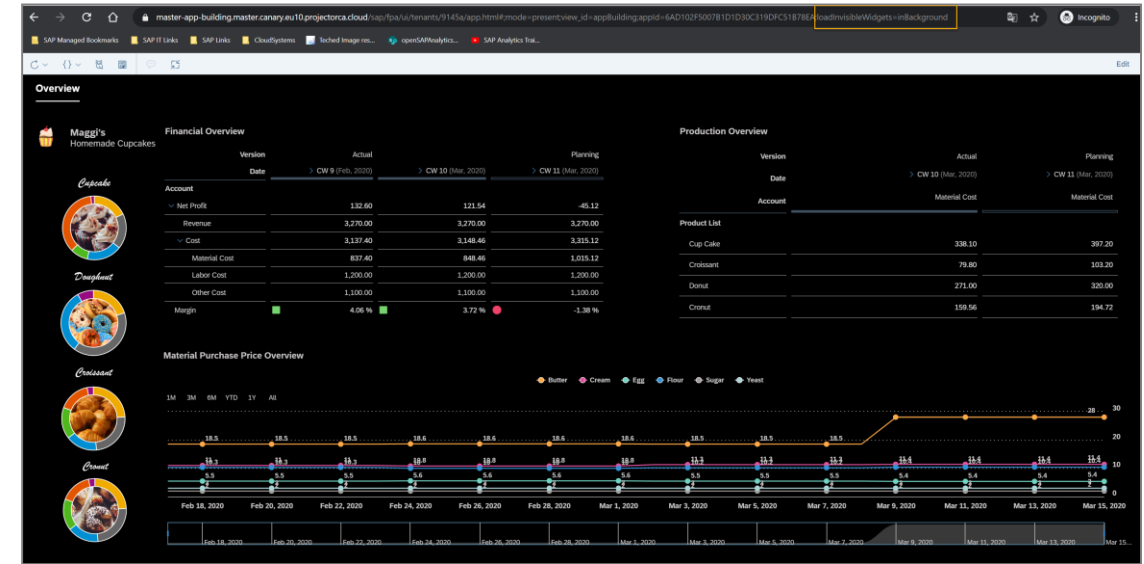 master-app-building.master.canary.eu10.projectorca.cloud/sap/fpa/ui/tenants/9145a/app.html#;mode=present;view_id=appBuilding;appId=6AD102F5007B1D1D30C319DFC51B78EA;loadInvisibleWidgets=inBackground
Incognito
SAP Managed Bookmarks SAP IT Links SAP Links CloudSystems Teched Image res... openSAPAnalytics... SAP Analytics Trai...
Edit
Overview
Maggi's
Homemade Cupcakes
Cupcake
Doughnut
Croissant
Cronut
Financial Overview
Version Actual Planning
Date > CW 9 (Feb, 2020) > CW 10 (Mar, 2020) > CW 11 (Mar, 2020)
Account
Net Profit 132.60 121.54 -45.12
Revenue 3,270.00 3,270.00 3,270.00
Cost 3,137.40 3,148.46 3,315.12
Material Cost 837.40 848.46 1,015.12
Labor Cost 1,200.00 1,200.00 1,200.00
Other Cost 1,100.00 1,100.00 1,100.00
Margin 4.06 % 3.72 % -1.38 %
Production Overview
Version Actual Planning
Date > CW 10 (Mar, 2020) > CW 11 (Mar, 2020)
Account Material Cost Material Cost
Product List
Cup Cake 338.10 397.20
Croissant 79.80 103.20
Donut 271.00 320.00
Cronut 159.56 194.72
Material Purchase Price Overview
Butter Cream Egg Flour Sugar Yeast
1M 3M 6M YTD 1Y All
28 30
20
18.5 18.5 18.5 18.6 18.6 18.6 18.6 18.5 18.5 18.5
10
5.5 5.5 5.5 5.6 5.6 5.6 5.6 5.5 5.5 5.5 5.4 5.4 5.4 5.4
0
Feb 18, 2020 Feb 20, 2020 Feb 22, 2020 Feb 24, 2020 Feb 26, 2020 Feb 28, 2020 Mar 1, 2020 Mar 3, 2020 Mar 5, 2020 Mar 7, 2020 Mar 9, 2020 Mar 11, 2020 Mar 13, 2020 Mar 15, 2020
Feb 18, 2020 Feb 20, 2020 Feb 22, 2020 Feb 24, 2020 Feb 26, 2020 Feb 28, 2020 Mar 1, 2020 Mar 3, 2020 Mar 5, 2020 Mar 7, 2020 Mar 9, 2020 Mar 11, 2020 Mar 13, 2020 Mar 15...